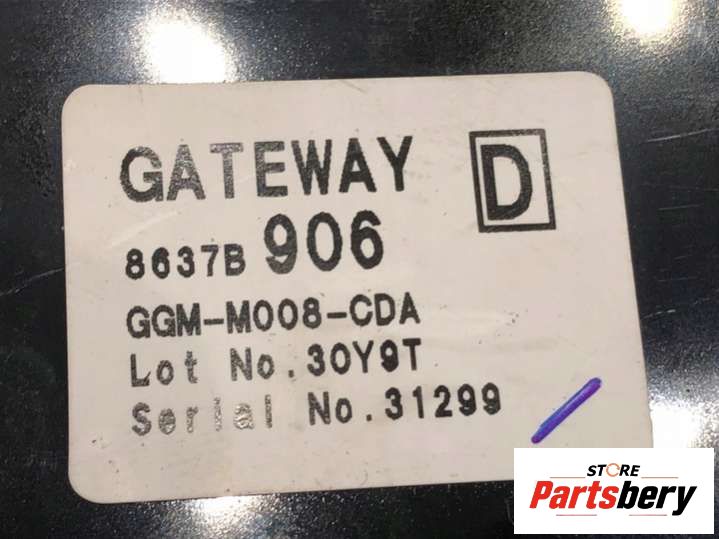 GATEWAY D
8637B 906
GGM-M008-CDA
Lot No.30Y9T
Serial No.31299
STORE
Partsbery